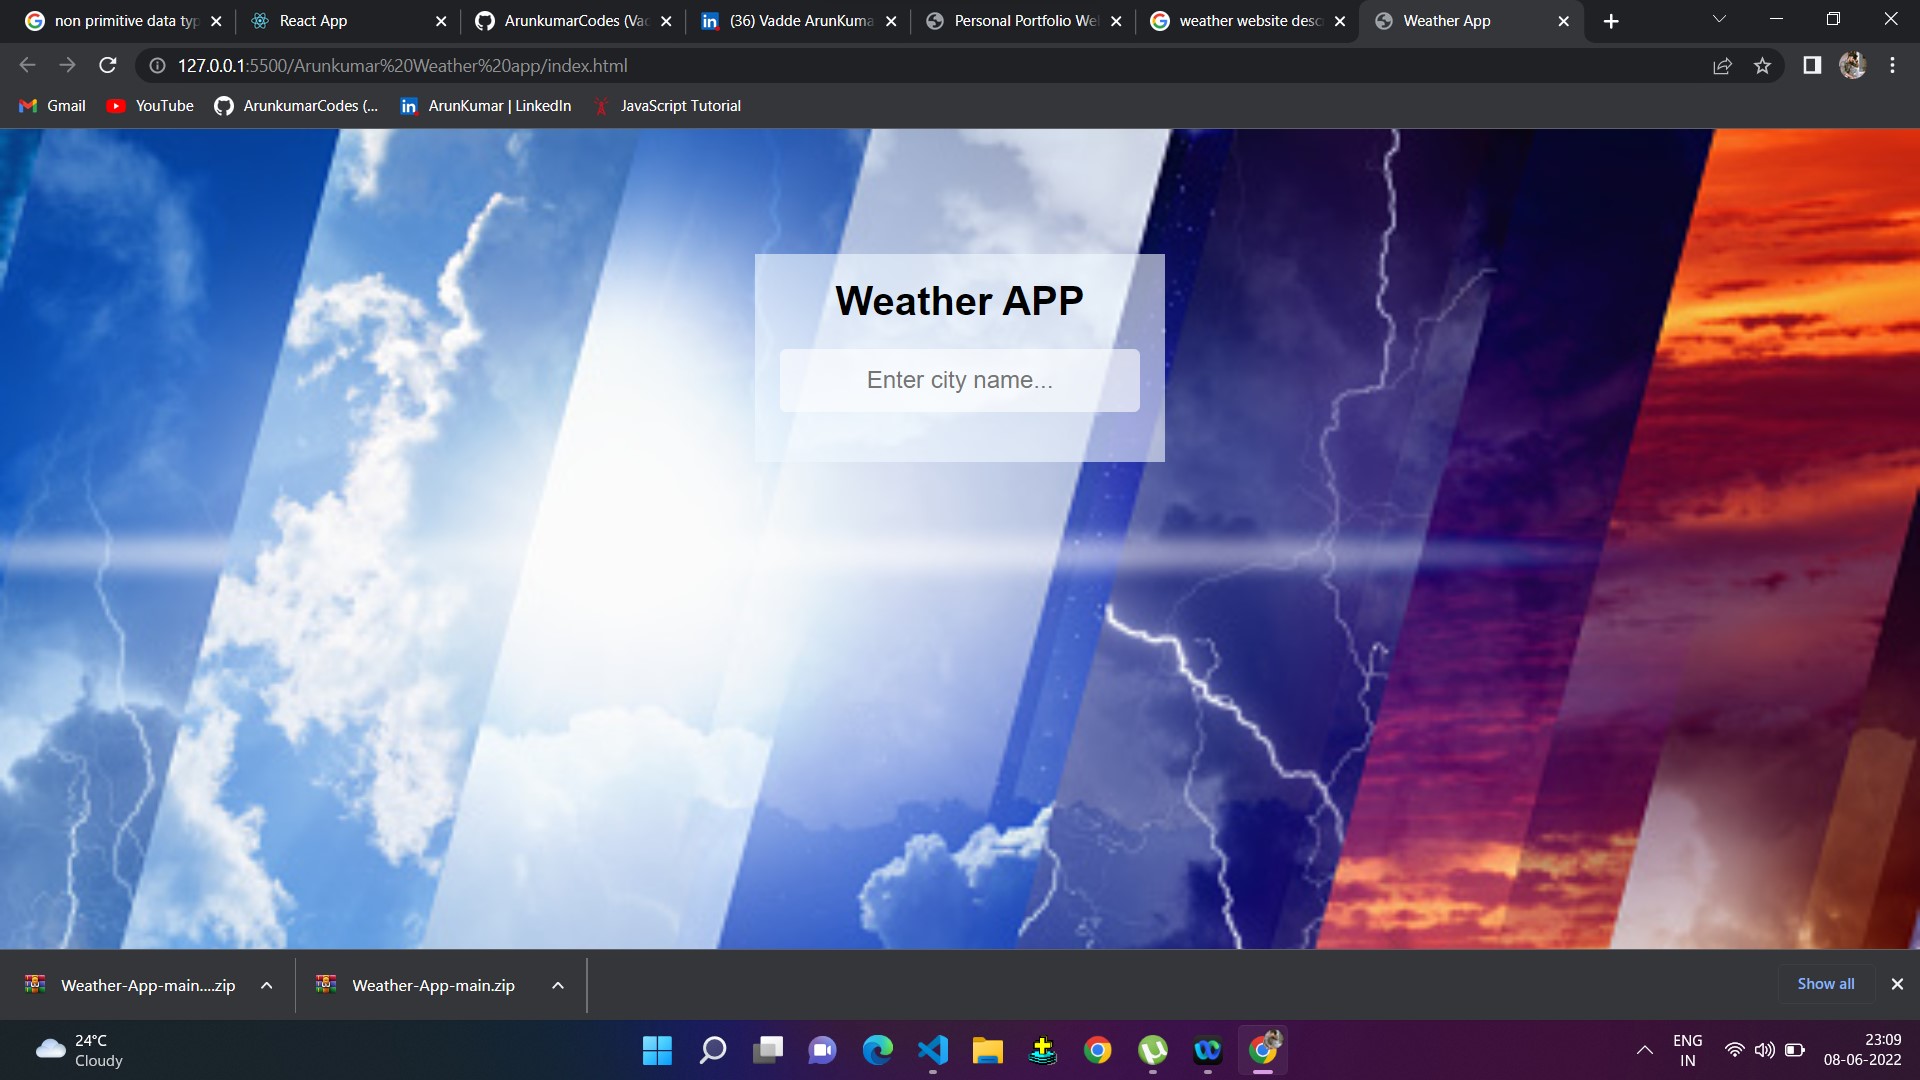 non primitive data typ
React App
ArunkumarCodes (Vad
(36) Vadde ArunKuma
Personal Portfolio Web
weather website desc
Weather App
127.0.0.1:5500/Arunkumar%20Weather%20app/index.html
Gmail
YouTube
ArunkumarCodes (...
ArunKumar | LinkedIn
JavaScript Tutorial
Weather APP
Enter city name...
Weather-App-main....zip
Weather-App-main.zip
Show all
24°C
Cloudy
ENG
IN
23:09
08-06-2022